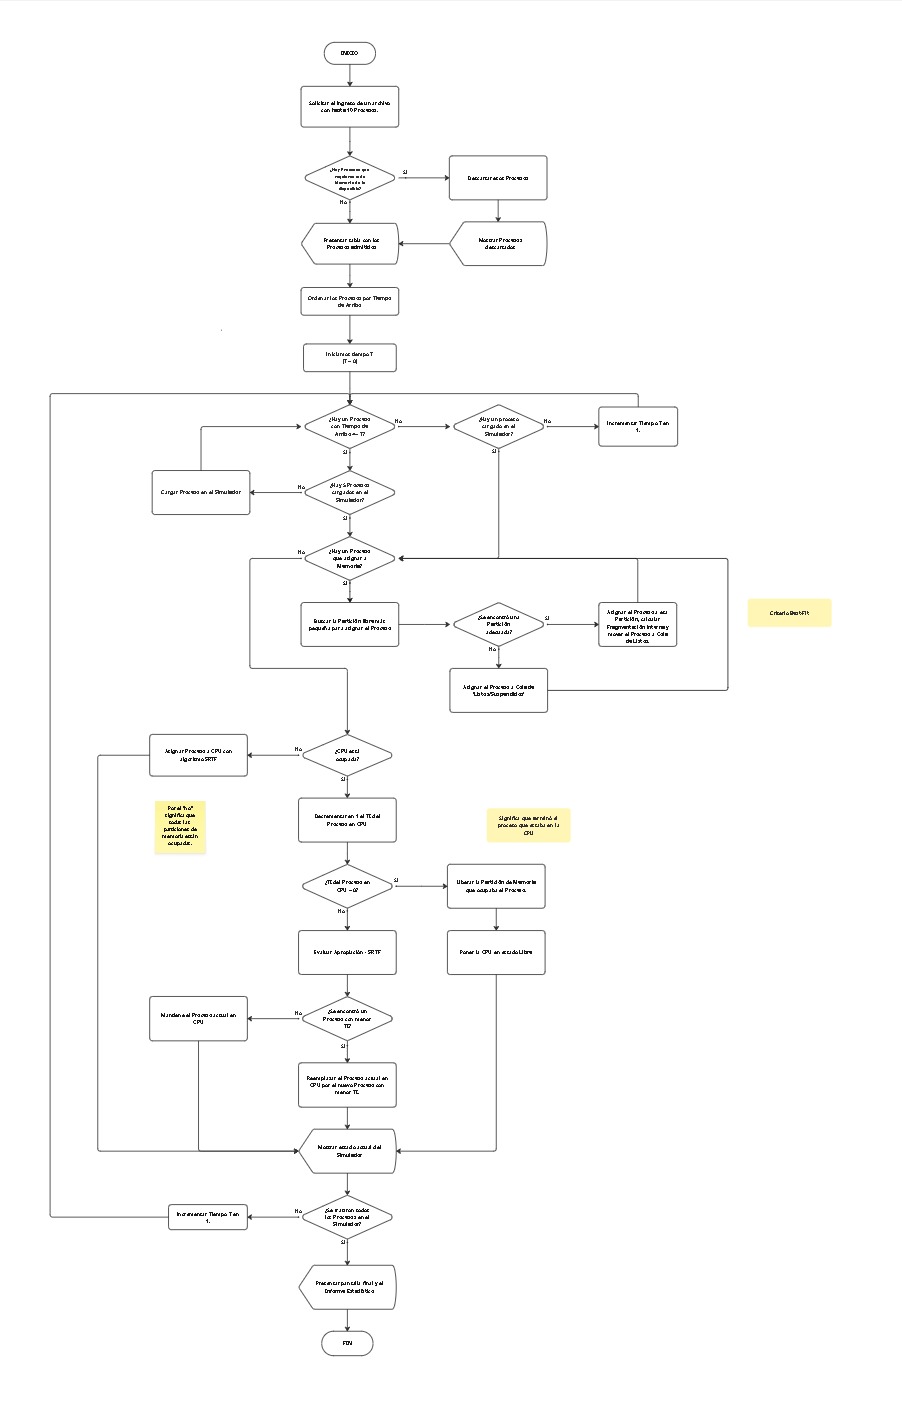 INICIO
Solicitar el ingreso de un archivo
con hasta 10 Procesos.
¿Hay Procesos que
requieran más
Memoria de la
disponible?
SI
Descartar esos Procesos
No
Presentar tabla con los
Procesos admitidos
Mostrar Procesos
descartados
Ordenar los Procesos por Tiempo
de Arribo
Iniciamos tiempo T
(T = 0)
¿Hay un Proceso
con Tiempo de
Arribo <= T?
No
¿Hay un proceso
cargado en el
Simulador?
No
Incrementar Tiempo T en
1.
SI
SI
Cargar Proceso en el Simulador
No
¿Hay 5 Procesos
cargados en el
Simulador?
SI
No
¿Hay un Proceso
que asignar a
Memoria?
SI
Buscar la Partición libre más
pequeña para asignar el Proceso
¿Se encontró una
Partición
adecuada?
SI
Asignar el Proceso a esa
Partición, calcular
Fragmentación Interna y
mover el Proceso a Cola
de Listos.
Criterio Best-Fit
No
Asignar el Proceso a Cola de
"Listos/Suspendidos"
Asignar Proceso a CPU con
algoritmo SRTF
No
¿CPU está
ocupada?
SI
Por el "no"
significa que
todas las
particiones de
memoria están
ocupadas.
Decrementar en 1 el TI del
Proceso en CPU
Significa que terminó el
proceso que estaba en la
CPU
¿TI del Proceso en
CPU = 0?
SI
Liberar la Partición de Memoria
que ocupaba el Proceso.
No
Evaluar Apropiación - SRTF
Poner la CPU en estado Libre
Mantiene el Proceso actual en
CPU
No
¿Se encontró un
Proceso con menor
TI?
SI
Reemplazar el Proceso actual en
CPU por el nuevo Proceso con
menor TI.
Mostrar estado actual del
Simulador
Incrementar Tiempo T en
1.
No
¿Se trataron todos
los Procesos en el
Simulador?
SI
Presentar pantalla final y el
Informe Estadístico
FIN